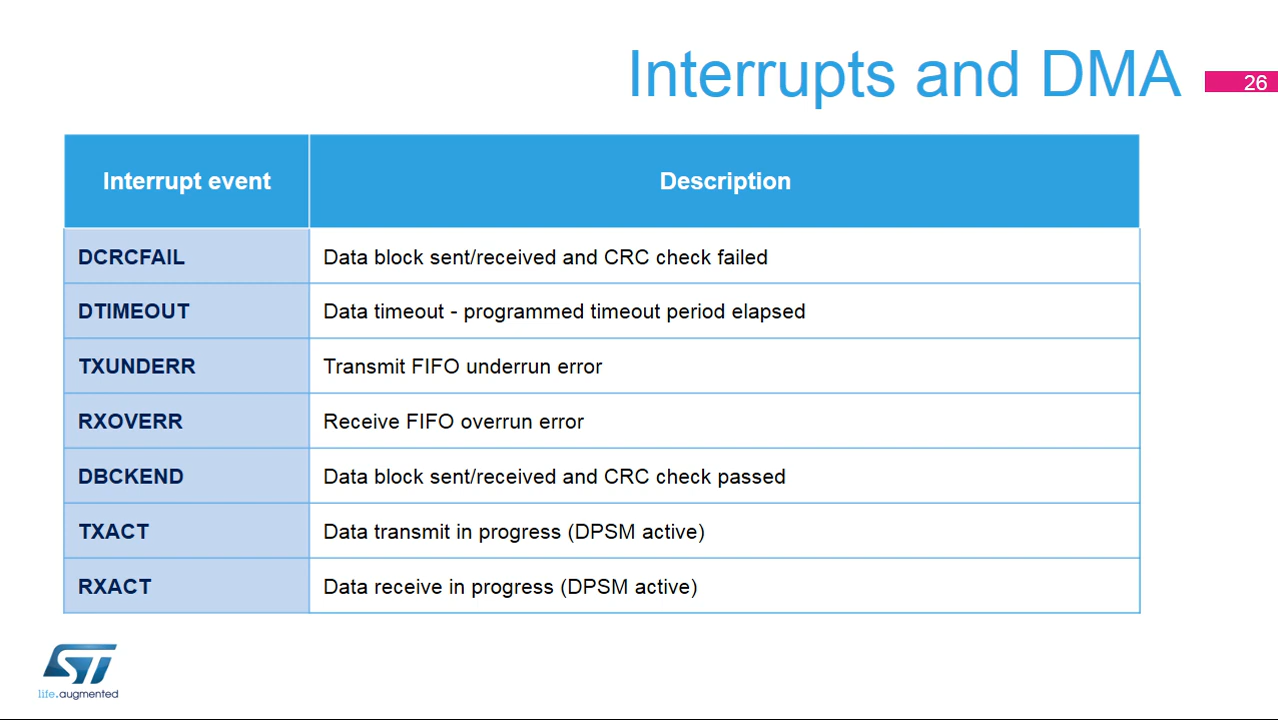 Interrupts and DMA
26
Interrupt event Description
DCRCFAIL Data block sent/received and CRC check failed
DTIMEOUT Data timeout - programmed timeout period elapsed
TXUNDERR Transmit FIFO underrun error
RXOVERR Receive FIFO overrun error
DBCKEND Data block sent/received and CRC check passed
TXACT Data transmit in progress (DPSM active)
RXACT Data receive in progress (DPSM active)
ST
life.augmented